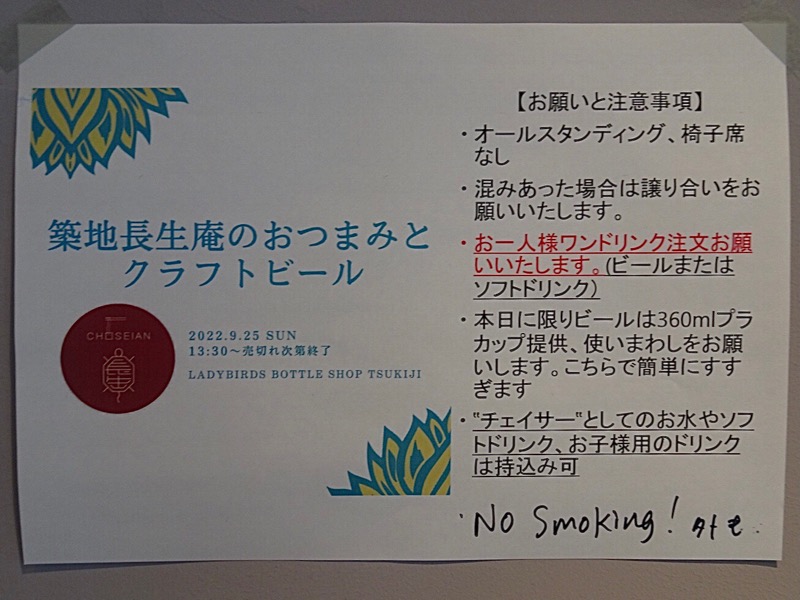 築地長生庵のおつまみと
クラフトビール
CHOSEIAN
2022.9.25 SUN
13:30～売切れ次第終了
LADYBIRDS BOTTLE SHOP TSUKIJI
【お願いと注意事項】
・オールスタンディング、椅子席
なし
・混みあった場合は譲り合いをお
願いいたします。
・お一人様ワンドリンク注文お願
いいたします。(ビールまたは
ソフトドリンク）
・本日に限りビールは360mlプラ
カップ提供、使いまわしをお願
いします。こちらで簡単にすす
ぎます
・"チェイサー"としてのお水やソフ
トドリンク、お子様用のドリンク
は持込み可
・No Smoking! 外も